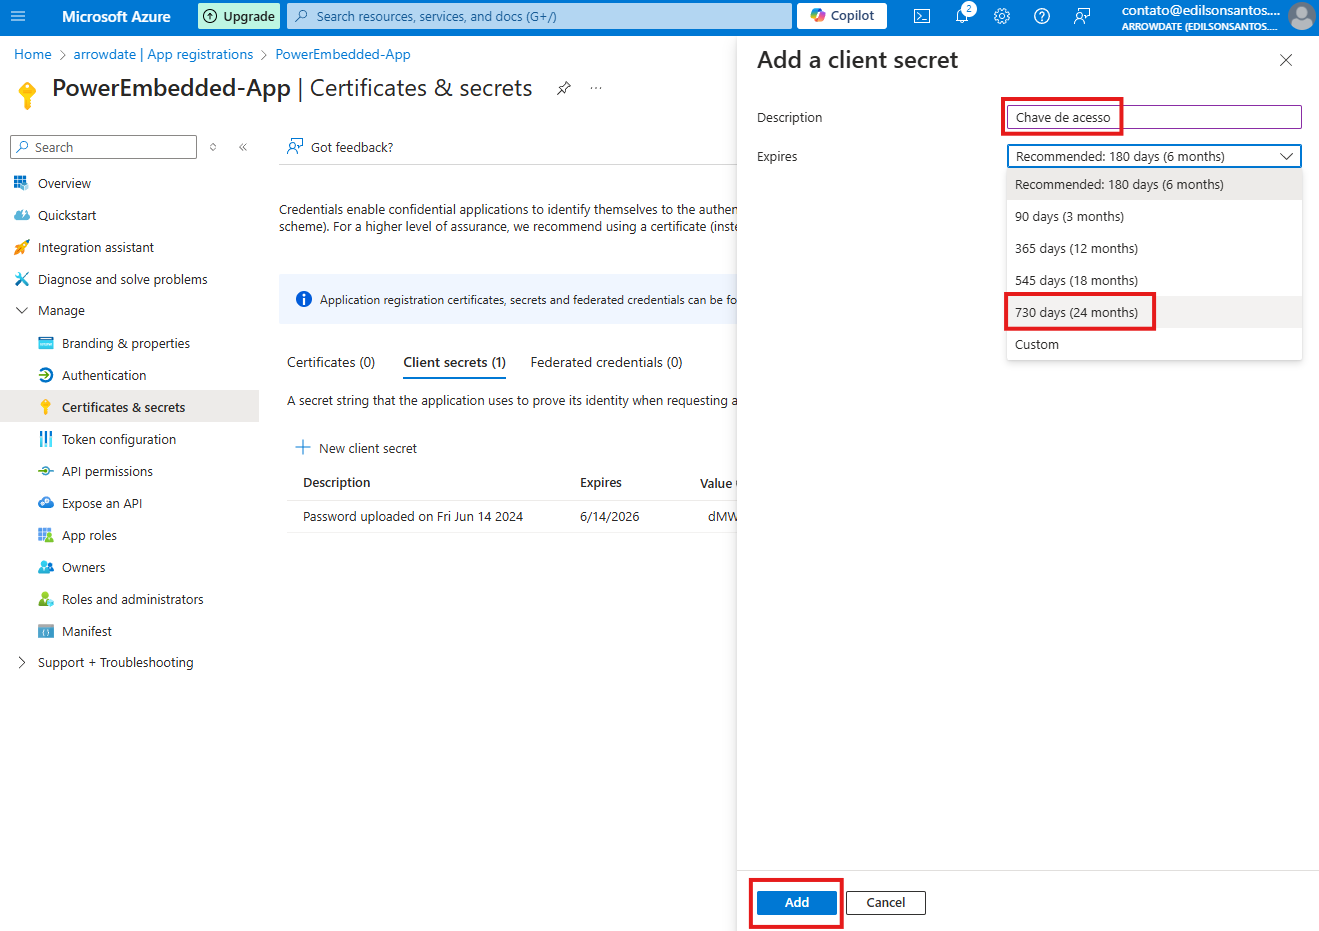 Microsoft Azure
Upgrade
Search resources, services, and docs (G+/)
Copilot
2
contato@edilsonsantos....
ARROWDATE (EDILSONSANTOS....
Home > arrowdate | App registrations > PowerEmbedded-App
PowerEmbedded-App | Certificates & secrets
...
Search
Got feedback?
Overview
Quickstart
Integration assistant
Diagnose and solve problems
Manage
Branding & properties
Authentication
Certificates & secrets
Token configuration
API permissions
Expose an API
App roles
Owners
Roles and administrators
Manifest
Support + Troubleshooting
Credentials enable confidential applications to identify themselves to the authen
scheme). For a higher level of assurance, we recommend using a certificate (inste
Application registration certificates, secrets and federated credentials can be fo
Certificates (0)
Client secrets (1)
Federated credentials (0)
A secret string that the application uses to prove its identity when requesting a
New client secret
Description
Expires
Value
Password uploaded on Fri Jun 14 2024
6/14/2026
dMW
Add a client secret
Description
Chave de acesso
Expires
Recommended: 180 days (6 months)
Recommended: 180 days (6 months)
90 days (3 months)
365 days (12 months)
545 days (18 months)
730 days (24 months)
Custom
Add
Cancel